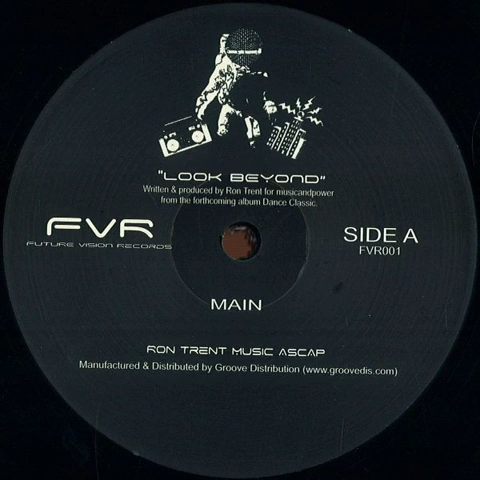 "LOOK BEYOND"
Written & produced by Ron Trent for musicandpower
from the forthcoming album Dance Classic.
FVR
FUTURE VISION RECORDS
SIDE A
FVR001
MAIN
RON TRENT MUSIC ASCAP
Manufactured & Distributed by Groove Distribution (www.groovedis.com)